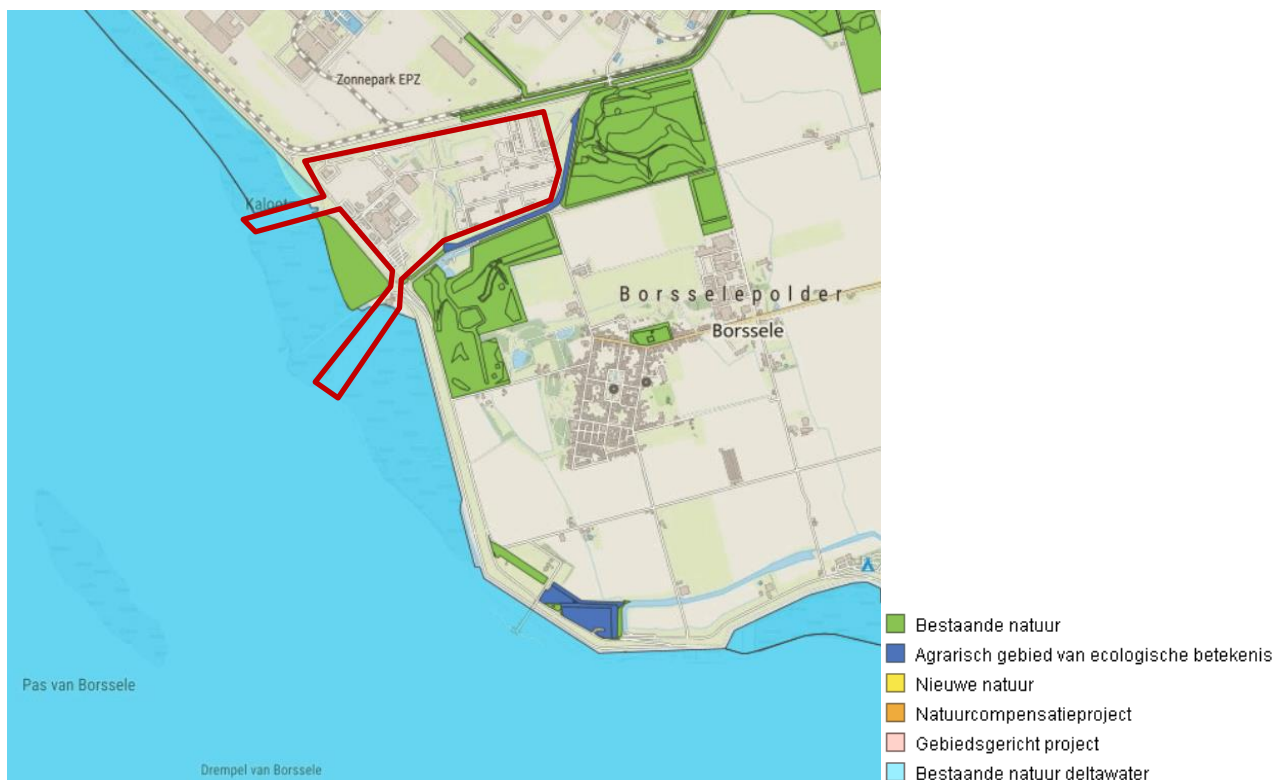 Zonnepark EPZ
Kaloot
Borsselepolder
Borssele
Pas van Borssele
Drempel van Borssele
Bestaande natuur
Agrarisch gebied van ecologische betekenis
Nieuwe natuur
Natuurcompensatieproject
Gebiedsgericht project
Bestaande natuur deltawater